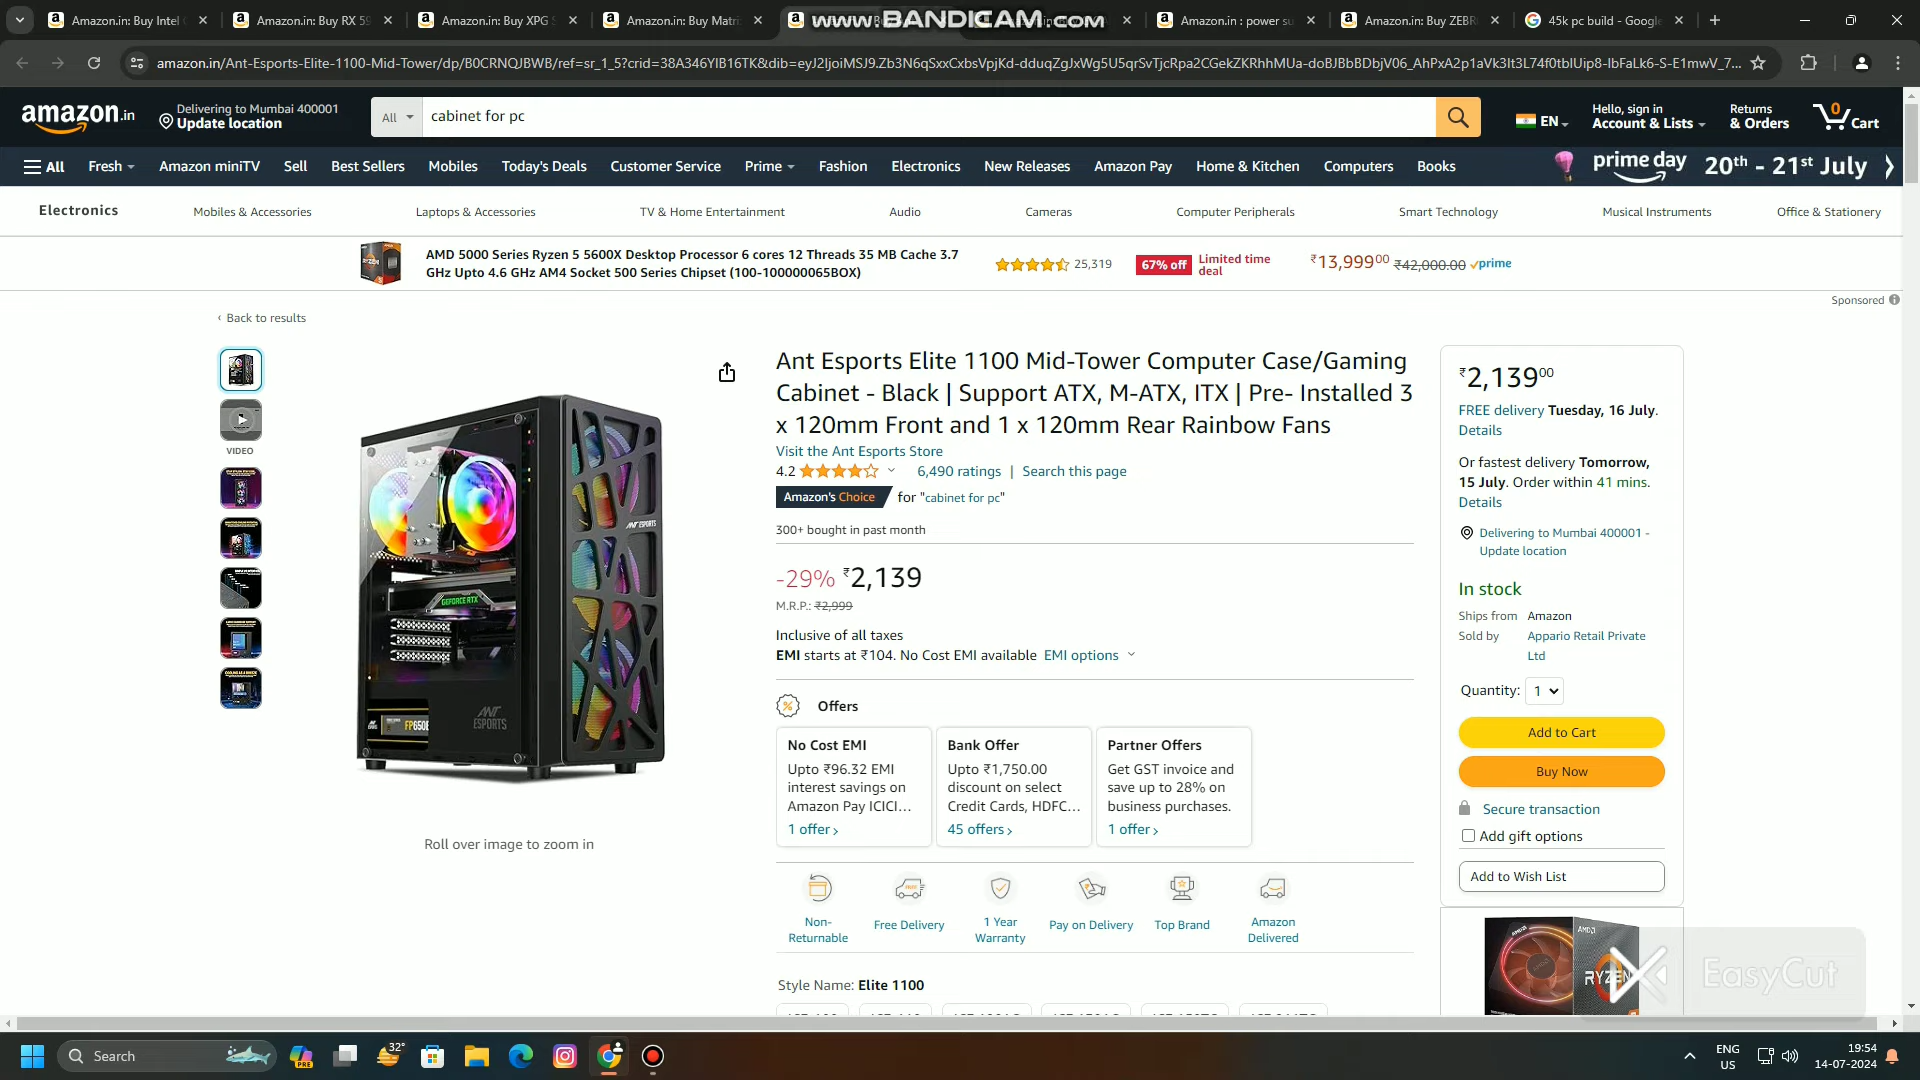 Amazon.in: Buy Intel
Amazon.in: Buy RX 59
Amazon.in: Buy XPG S
Amazon.in: Buy Matri
www.BANDICAM.com
Amazon.in : power su
Amazon.in: Buy ZEBR
45k pc build - Google
amazon.in/Ant-Esports-Elite-1100-Mid-Tower/dp/B0CRNQJBWB/ref=sr_1_5?crid=38A346YIB16TK&dib=eyJ2IjoiMSJ9.Zb3N6qSxxCxbsVpjKd-dduqZgJxWg5U5qrSvTjcRpa2CGekZKRhhMUa-doBJBbBDbjV06_AhPxA2p1aVk3It3L74f0tbIUip8-IbFaLk6-S-E1mwV_7...
amazon.in
Delivering to Mumbai 400001
Update location
All
cabinet for pc
EN
Hello, sign in
Account & Lists
Returns
& Orders
0
Cart
All
Fresh
Amazon miniTV
Sell
Best Sellers
Mobiles
Today's Deals
Customer Service
Prime
Fashion
Electronics
New Releases
Amazon Pay
Home & Kitchen
Computers
Books
prime day
20th - 21st July
Electronics
Mobiles & Accessories
Laptops & Accessories
TV & Home Entertainment
Audio
Cameras
Computer Peripherals
Smart Technology
Musical Instruments
Office & Stationery
AMD 5000 Series Ryzen 5 5600X Desktop Processor 6 cores 12 Threads 35 MB Cache 3.7
GHz Upto 4.6 GHz AM4 Socket 500 Series Chipset (100-100000065BOX)
25,319
67% off
Limited time
deal
₹13,99900 ₹42,000.00 prime
Sponsored
‹ Back to results
VIDEO
ANT ESPORTS
GEFORCE RTX
ANT
ESPORTS
FP650B
Roll over image to zoom in
Ant Esports Elite 1100 Mid-Tower Computer Case/Gaming
Cabinet - Black | Support ATX, M-ATX, ITX | Pre- Installed 3
x 120mm Front and 1 x 120mm Rear Rainbow Fans
Visit the Ant Esports Store
4.2
6,490 ratings | Search this page
Amazon's Choice for "cabinet for pc"
300+ bought in past month
-29% ₹2,139
M.R.P.: ₹2,999
Inclusive of all taxes
EMI starts at ₹104. No Cost EMI available EMI options
Offers
No Cost EMI
Upto ₹96.32 EMI
interest savings on
Amazon Pay ICICI...
1 offer ›
Bank Offer
Upto ₹1,750.00
discount on select
Credit Cards, HDFC...
45 offers ›
Partner Offers
Get GST invoice and
save up to 28% on
business purchases.
1 offer ›
Non-
Returnable
Free Delivery
1 Year
Warranty
Pay on Delivery
Top Brand
Amazon
Delivered
Style Name: Elite 1100
₹2,13900
FREE delivery Tuesday, 16 July.
Details
Or fastest delivery Tomorrow,
15 July. Order within 41 mins.
Details
Delivering to Mumbai 400001 -
Update location
In stock
Ships from Amazon
Sold by Appario Retail Private
Ltd
Quantity: 1
Add to Cart
Buy Now
Secure transaction
Add gift options
Add to Wish List
AMD
RYZEN
EasyCut
Search
PRE
32°
ENG
US
19:54
14-07-2024